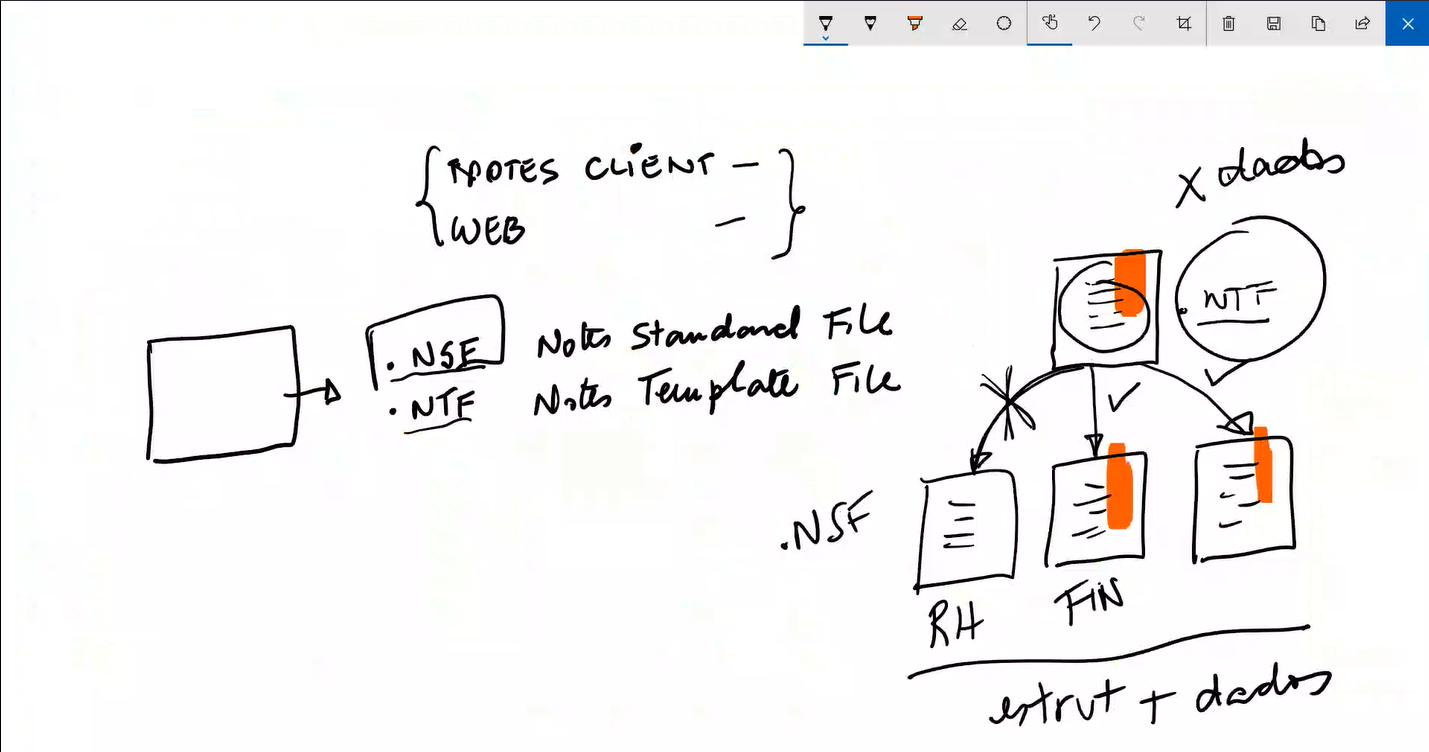 NOTES CLIENT –
WEB –
X dados
.NTF
.NSF Notes Standard File
.NTF Notes Template File
.NSF
RH
FIN
estrut + dados